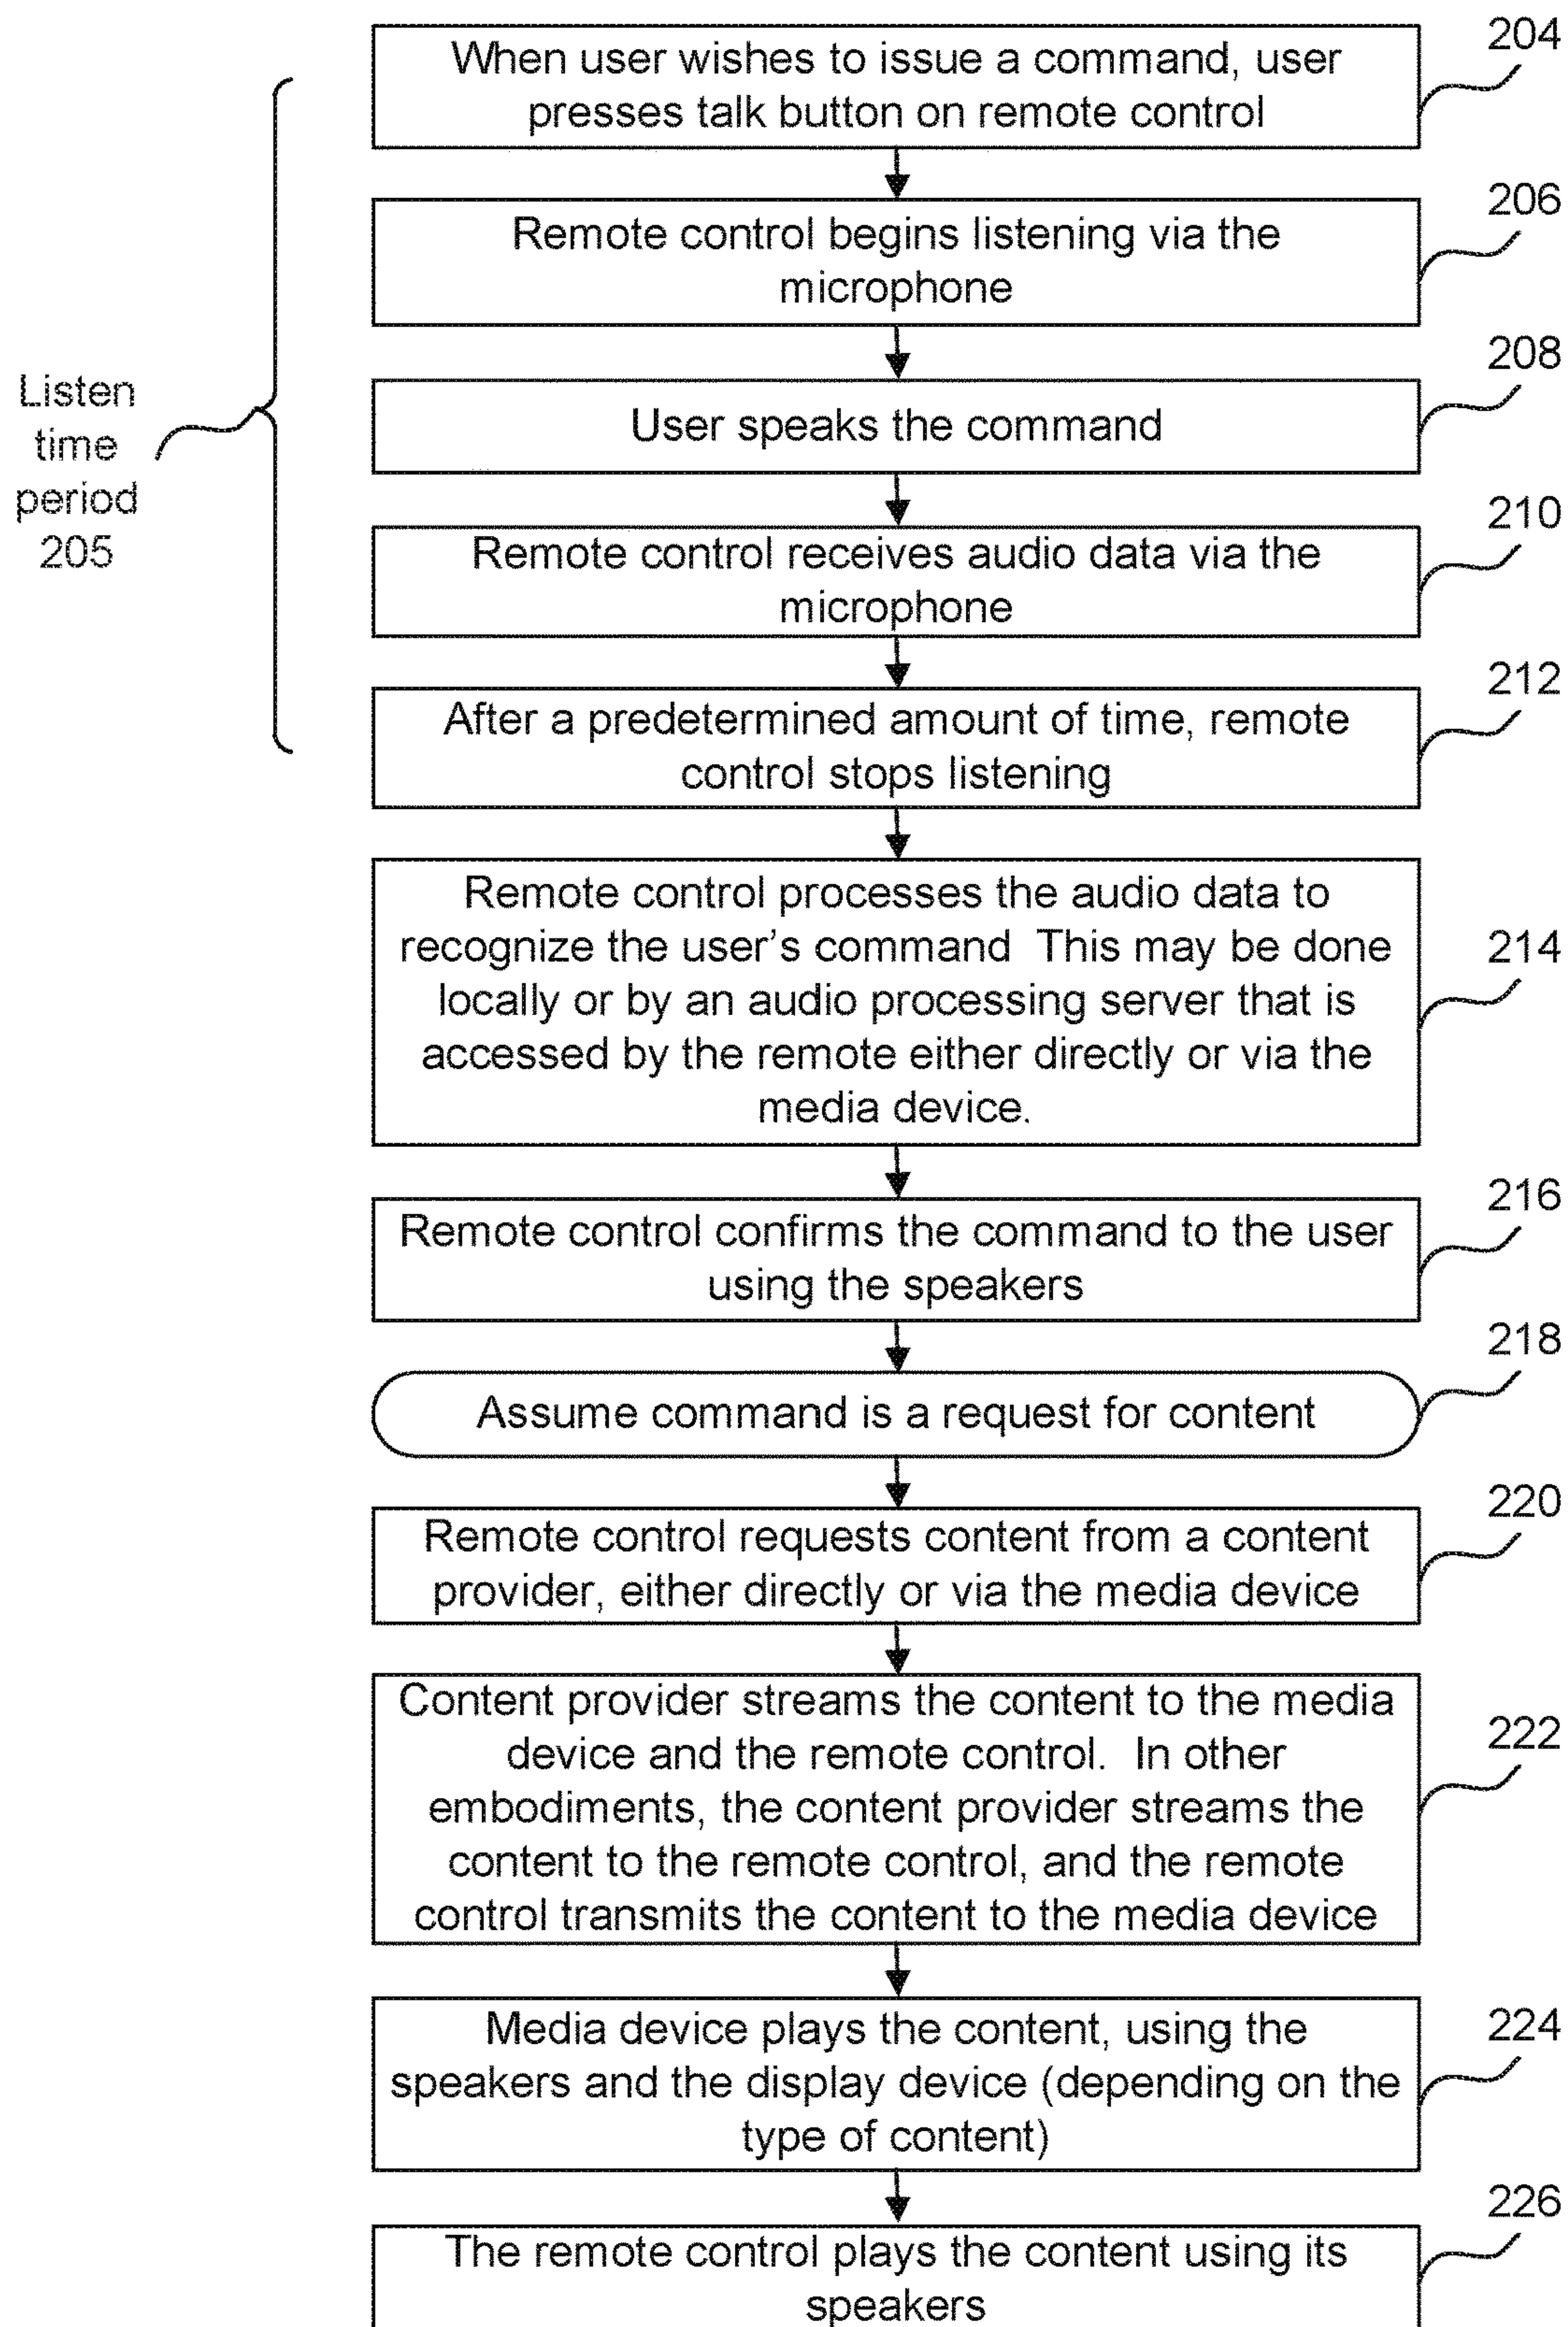 204
When user wishes to issue a command, user
presses talk button on remote control
206
Remote control begins listening via the
microphone
208
Listen
time
period
205
User speaks the command
210
Remote control receives audio data via the
microphone
212
After a predetermined amount of time, remote
control stops listening
Remote control processes the audio data to
recognize the user's command  This may be done
locally or by an audio processing server that is
accessed by the remote either directly or via the
media device.
214
216
Remote control confirms the command to the user
using the speakers
218
Assume command is a request for content
220
Remote control requests content from a content
provider, either directly or via the media device
Content provider streams the content to the media
device and the remote control.  In other
embodiments, the content provider streams the
content to the remote control, and the remote
control transmits the content to the media device
222
Media device plays the content, using the
speakers and the display device (depending on the
type of content)
224
226
The remote control plays the content using its
speakers